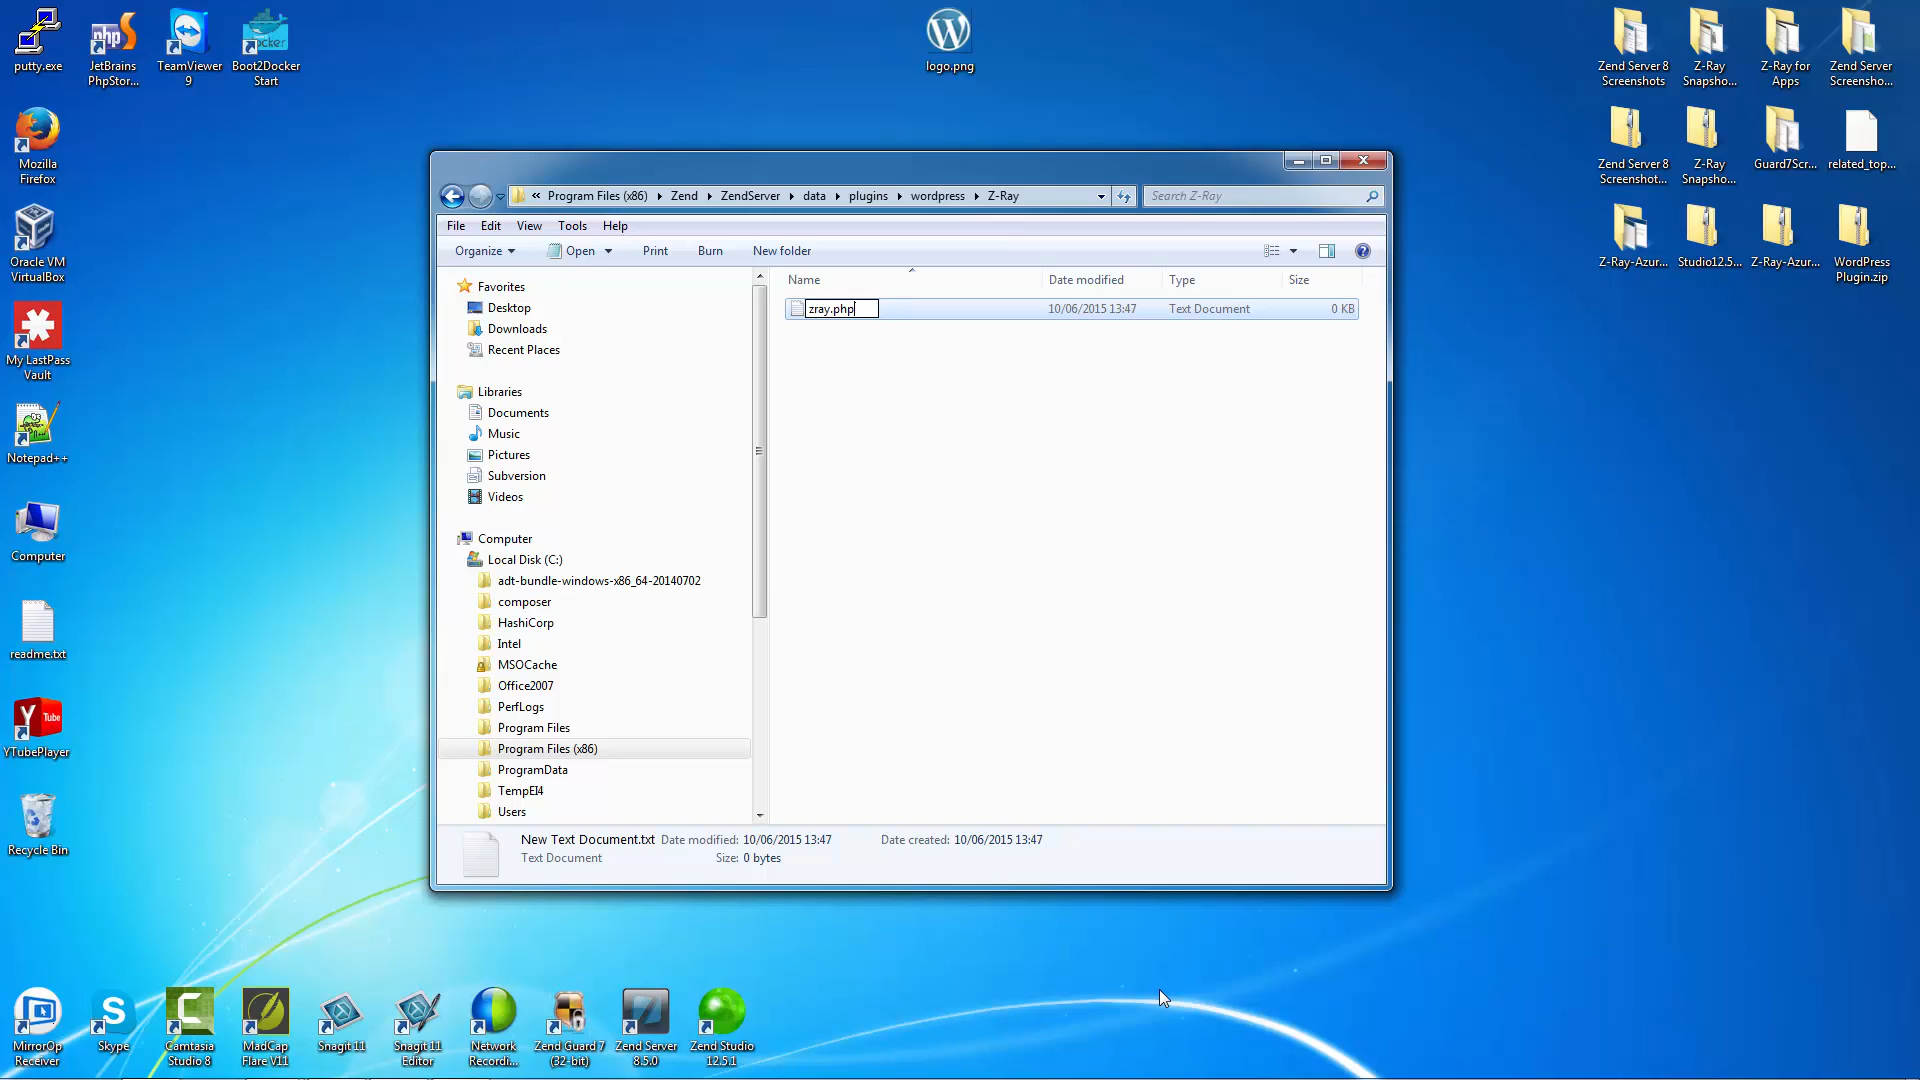 putty.exe
JetBrains
PhpStor...
TeamViewer
9
Boot2Docker
Start
logo.png
Zend Server 8
Screenshots
Z-Ray
Snapsho...
Z-Ray for
Apps
Zend Server
Screensho...
Mozilla
Firefox
Zend Server 8
Screenshot...
Z-Ray
Snapsho...
Guard7Scr...
related_top...
Oracle VM
VirtualBox
Z-Ray-Azur...
Studio12.5...
Z-Ray-Azur...
WordPress
Plugin.zip
My LastPass
Vault
Notepad++
Computer
readme.txt
YTubePlayer
Recycle Bin
« Program Files (x86) Zend ZendServer data plugins wordpress Z-Ray
Search Z-Ray
File Edit View Tools Help
Organize Open Print Burn New folder
Name Date modified Type Size
zray.php 10/06/2015 13:47 Text Document 0 KB
Favorites
Desktop
Downloads
Recent Places
Libraries
Documents
Music
Pictures
Subversion
Videos
Computer
Local Disk (C:)
adt-bundle-windows-x86_64-20140702
composer
HashiCorp
Intel
MSOCache
Office2007
PerfLogs
Program Files
Program Files (x86)
ProgramData
TempEI4
Users
New Text Document.txt Date modified: 10/06/2015 13:47 Date created: 10/06/2015 13:47
Text Document Size: 0 bytes
MirrorOp
Receiver
Skype
Camtasia
Studio 8
MadCap
Flare V11
Snagit 11
Snagit 11
Editor
Network
Recordi...
Zend Guard 7
(32-bit)
Zend Server
8.5.0
Zend Studio
12.5.1